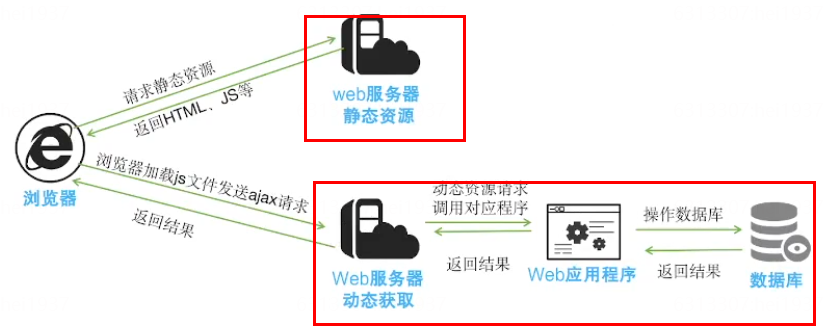 请求静态资源
返回HTML、JS等
web服务器
静态资源
浏览器
浏览器加载js文件发送ajax请求
返回结果
Web服务器
动态获取
动态资源请求
调用对应程序
返回结果
Web应用程序
操作数据库
返回结果
数据库